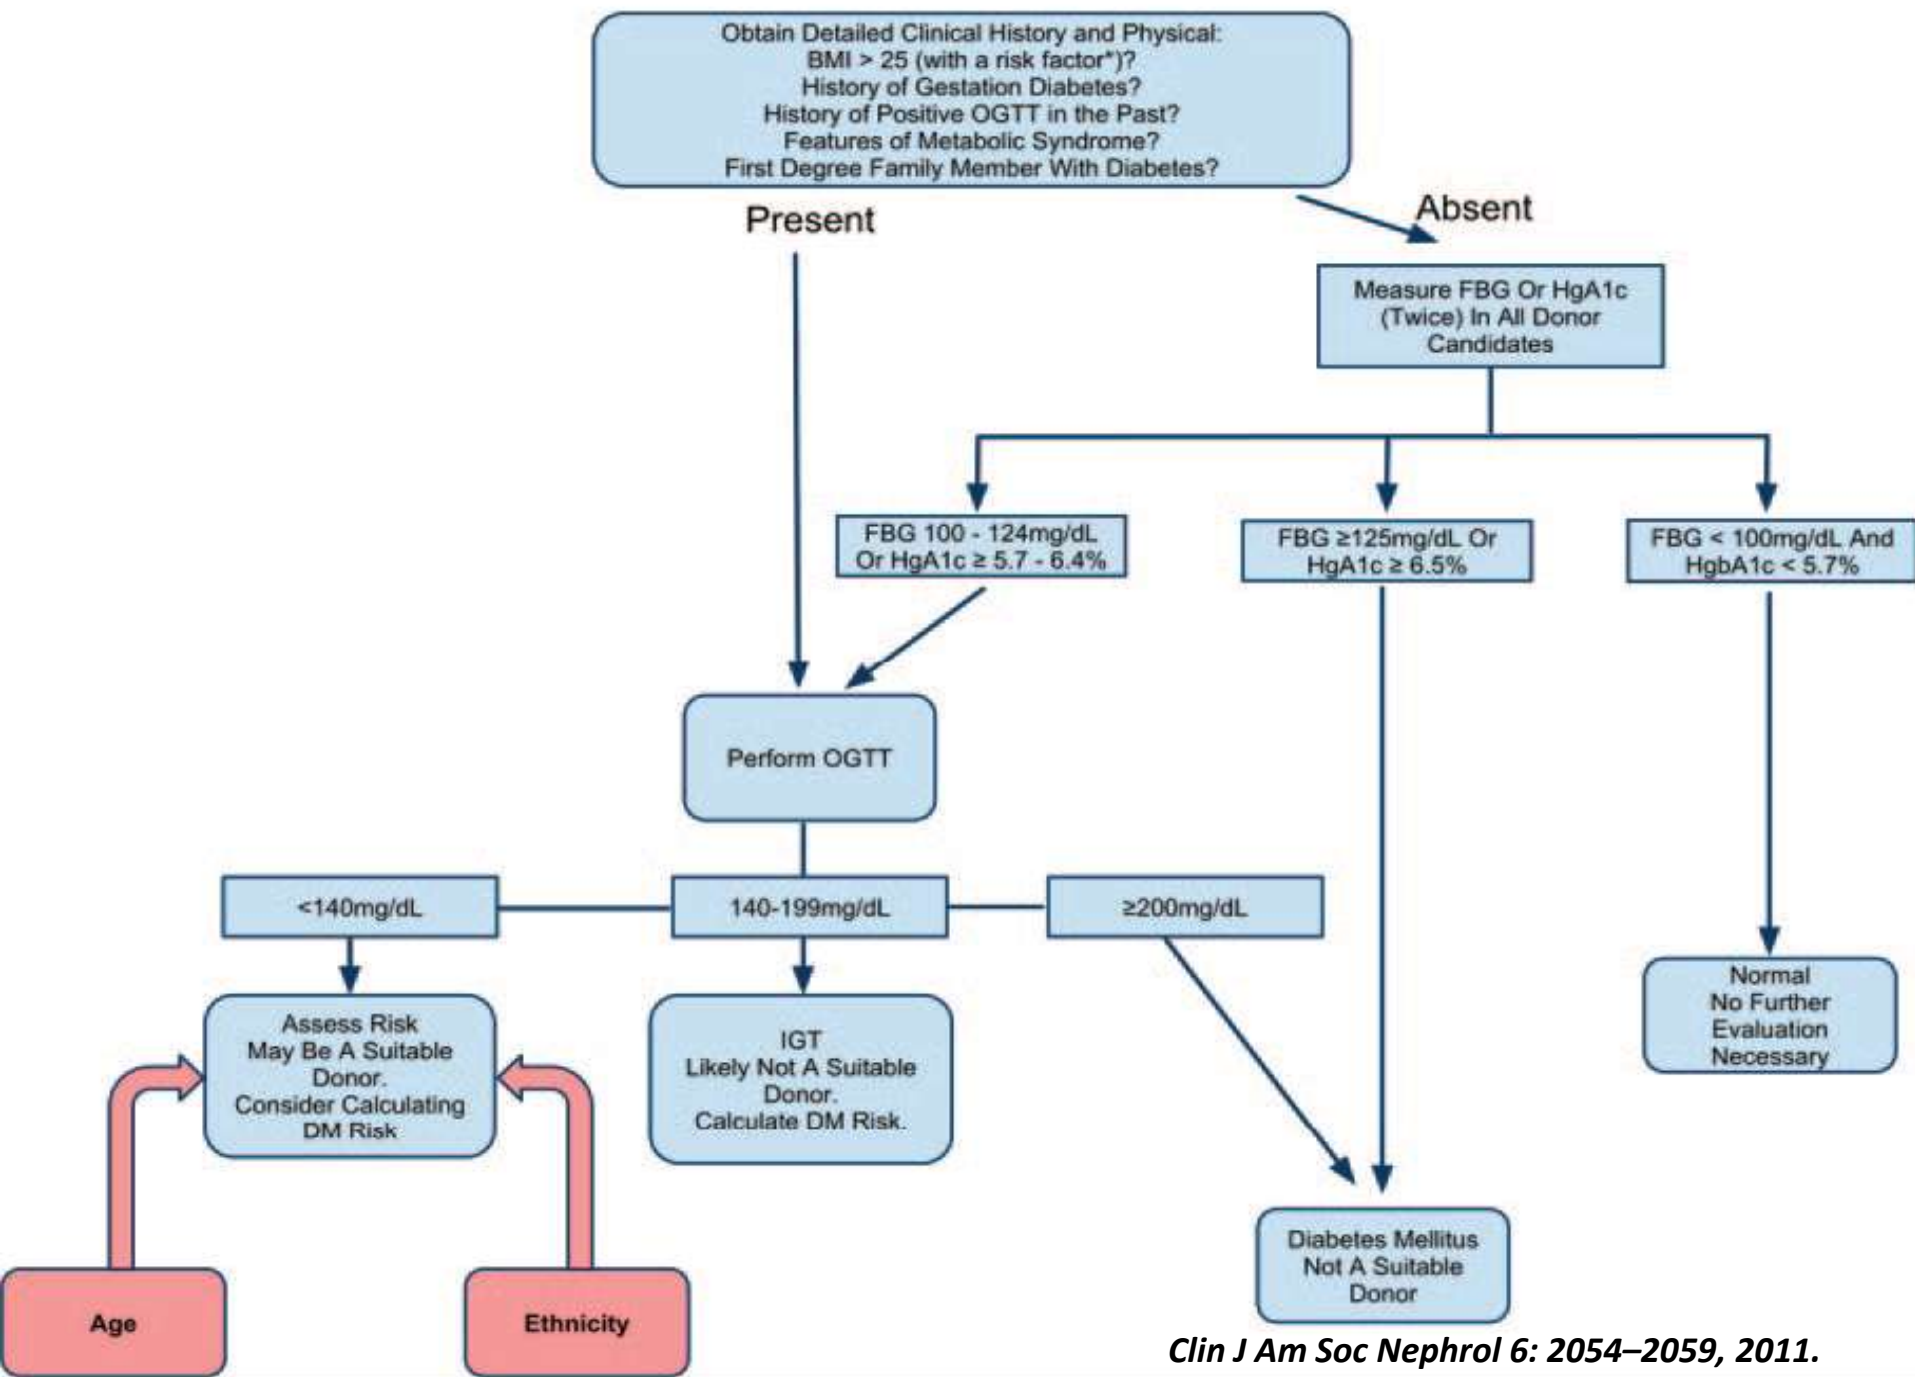 Obtain Detailed Clinical History and Physical:
BMI > 25 (with a risk factor*)?
History of Gestation Diabetes?
History of Positive OGTT in the Past?
Features of Metabolic Syndrome?
First Degree Family Member With Diabetes?
Present
Absent
Measure FBG Or HgA1c
(Twice) In All Donor
Candidates
FBG 100 - 124mg/dL
Or HgA1c ≥ 5.7 - 6.4%
FBG ≥125mg/dL Or
HgA1c ≥ 6.5%
FBG < 100mg/dL And
HgbA1c < 5.7%
Perform OGTT
<140mg/dL
140-199mg/dL
≥200mg/dL
Assess Risk
May Be A Suitable
Donor.
Consider Calculating
DM Risk
IGT
Likely Not A Suitable
Donor.
Calculate DM Risk.
Normal
No Further
Evaluation
Necessary
Diabetes Mellitus
Not A Suitable
Donor
Age
Ethnicity
Clin J Am Soc Nephrol 6: 2054–2059, 2011.